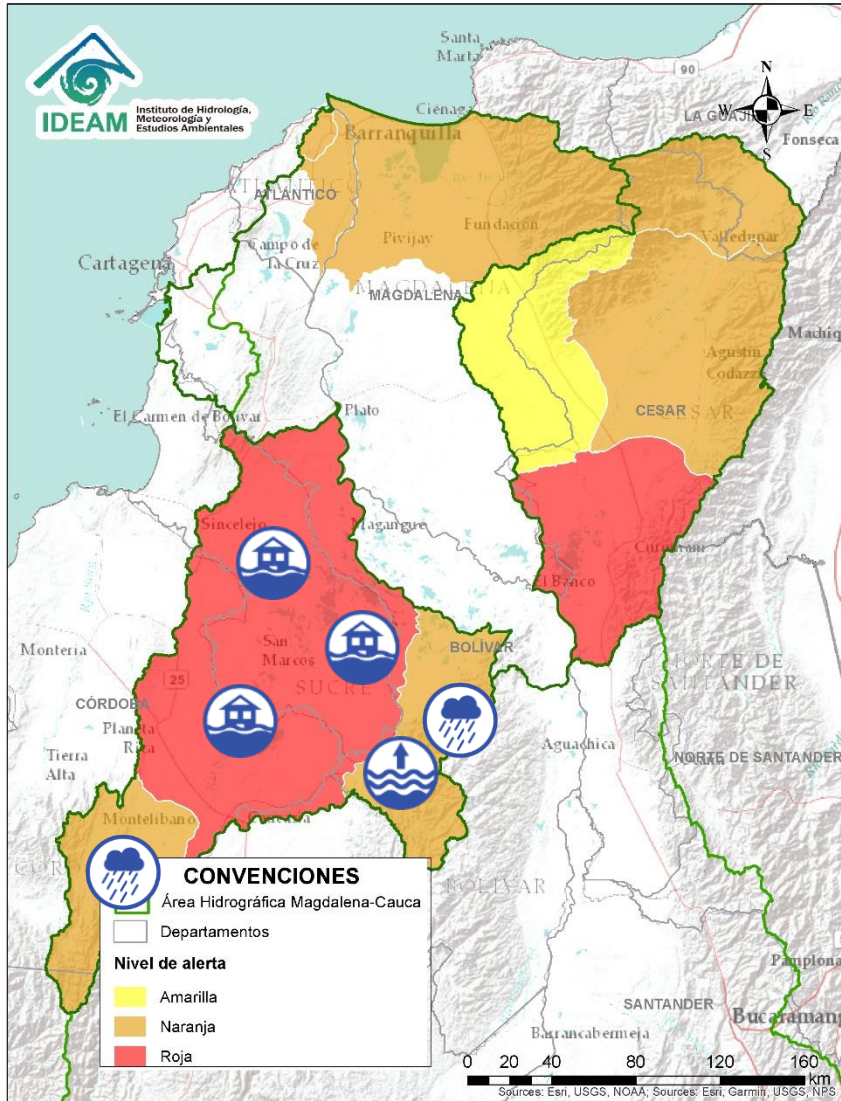 IDEAM
Instituto de Hidrología,
Meteorología y
Estudios Ambientales
Santa
Marta
90
N
W
E
S
LA GUAJI
Fonseca
Ciénaga
Barranquilla
ATLÁNTICO
ATLÁNTICO
Fundación
Valledupar
Pivijay
Cartagena
Campo de
la Cruz
MAGDALENA
MAGDALENA
Machiq
Agustín
Codazzi
El Carmen de Bolívar
Plato
CESAR
CESAR
Sincelejo
Magangué
Curumaní
El Banco
Montería
San
Marcos
BOLÍVAR
25
SUCRE
NORTE DE
SANTANDER
CÓRDOBA
Planeta
Rica
Aguachica
Tierra
Alta
NORTE DE SANTANDER
Montelíbano
BOLÍVAR
CONVENCIONES
Área Hidrográfica Magdalena-Cauca
Departamentos
Nivel de alerta
Amarilla
Naranja
Roja
Pamplona
SANTANDER
Bucaramang
Barrancabermeja
0 20 40 80 120 160
km
Sources: Esri, USGS, NOAA; Sources: Esri, Garmin, USGS, NPS